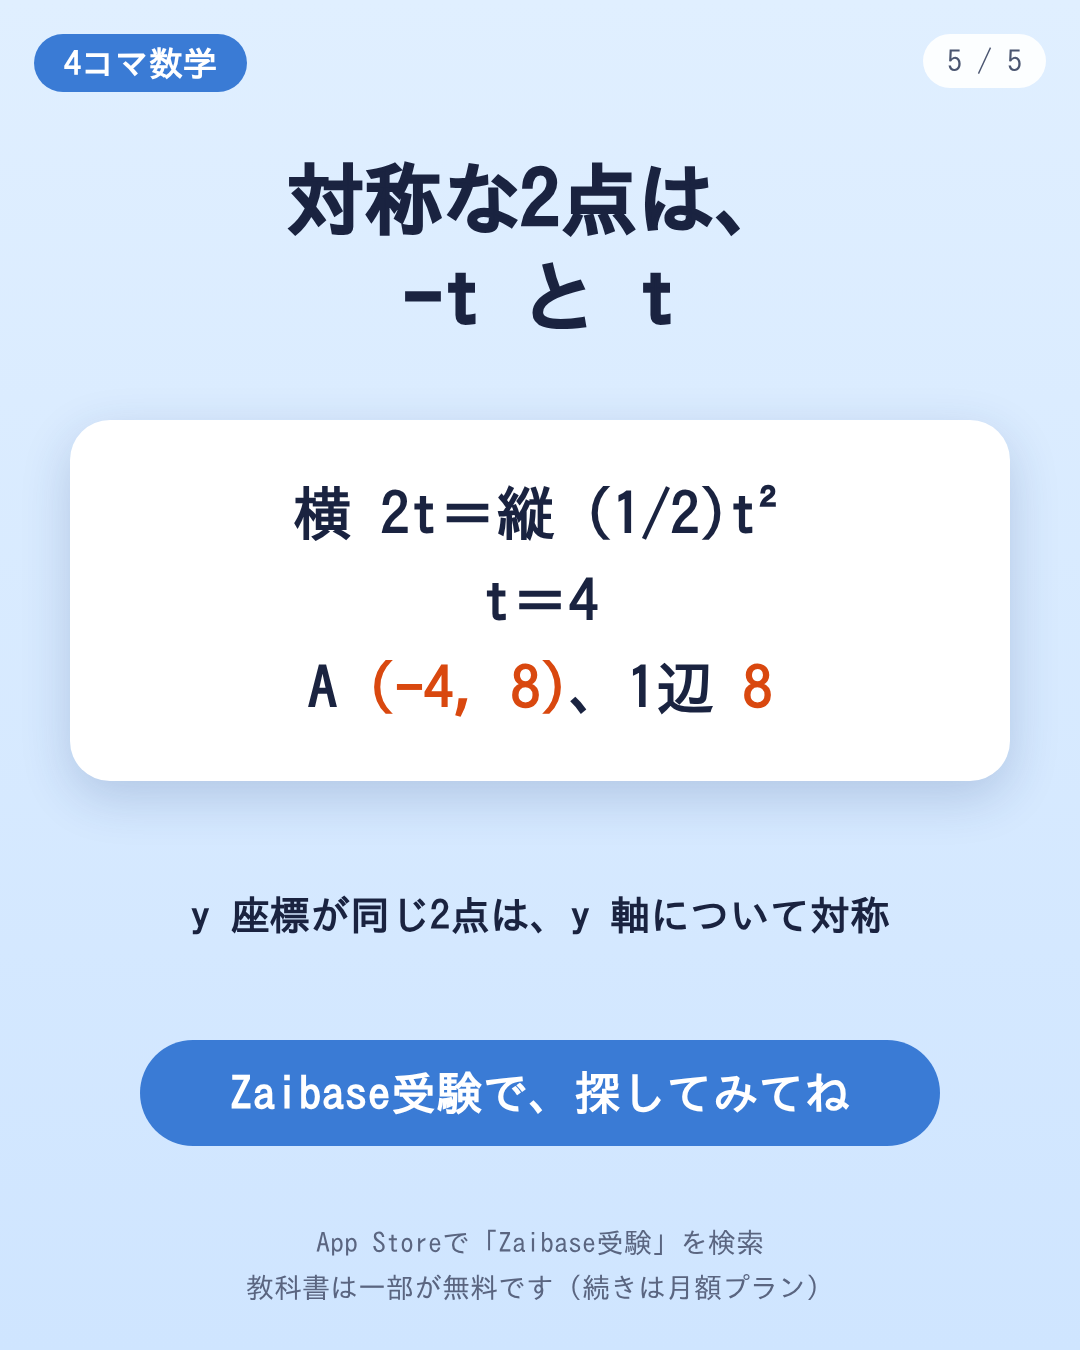 4コマ数学
5 / 5
対称な2点は、
-t と t
横 2t＝縦 (1/2)t²
t＝4
A (-4, 8)、1辺 8
y 座標が同じ2点は、y 軸について対称
Zaibase受験で、探してみてね
App Storeで「Zaibase受験」を検索
教科書は一部が無料です（続きは月額プラン）